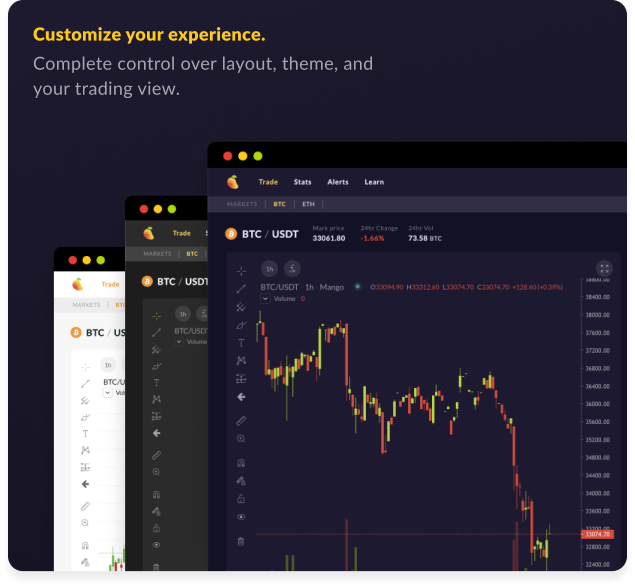 Customize your experience.
Complete control over layout, theme, and
your trading view.
Trade Stats Alerts Learn
MARKETS BTC ETH
BTC / USDT
Mark price 24hr Change 24hr Vol
33061.80 -1.66% 73.58 BTC
1h
BTC/USDT · 1h · Mango O33094.90 H33312.60 L33074.70 C33074.70 +128.60 (+0.39%)
Volume 0
38400.00
38000.00
37600.00
37200.00
36800.00
36400.00
36000.00
35600.00
35200.00
34800.00
34400.00
34000.00
33600.00
33200.00
33074.70
32800.00
32400.00
Trade S
MARKETS BTC
BTC / USDT
1h
BTC/USDT
Volume
Trade
MARKETS BT
BTC / US
1h
BTC/U
Vol